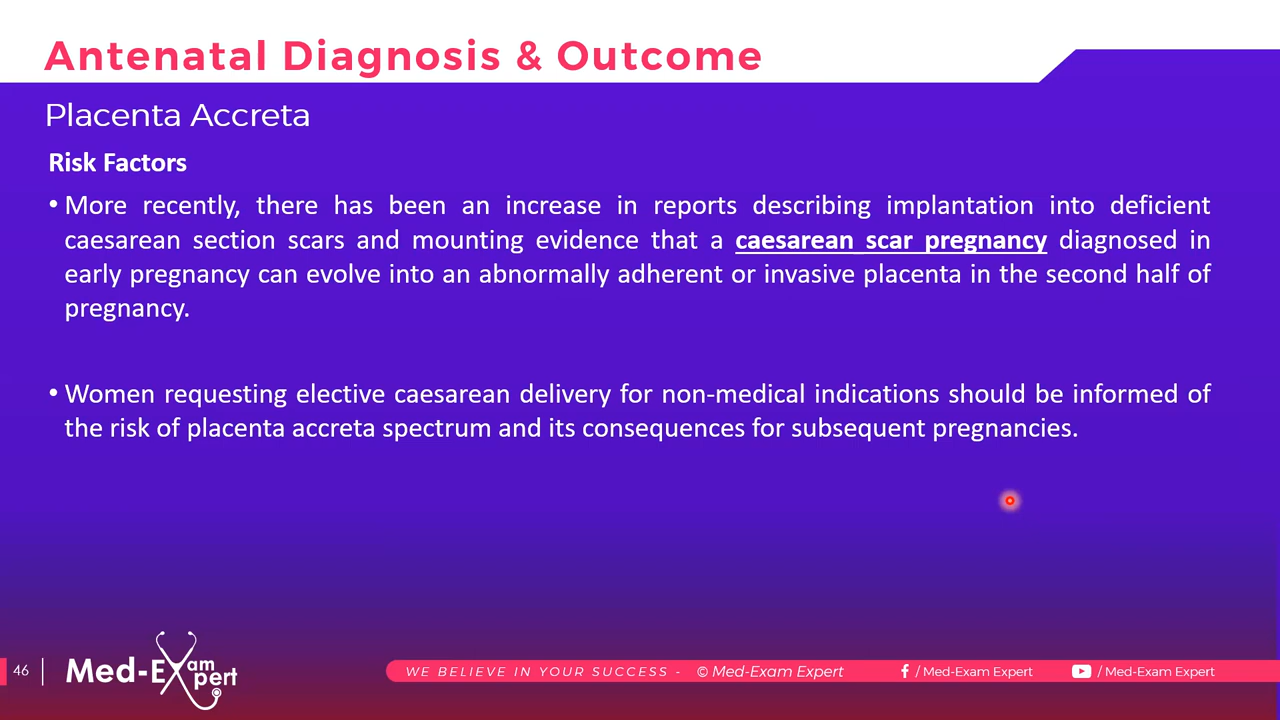 Antenatal Diagnosis & Outcome
Placenta Accreta
Risk Factors
• More recently, there has been an increase in reports describing implantation into deficient
caesarean section scars and mounting evidence that a caesarean scar pregnancy diagnosed in
early pregnancy can evolve into an abnormally adherent or invasive placenta in the second half of
pregnancy.
• Women requesting elective caesarean delivery for non-medical indications should be informed of
the risk of placenta accreta spectrum and its consequences for subsequent pregnancies.
46
Med-Exam Expert
WE BELIEVE IN YOUR SUCCESS - © Med-Exam Expert
/ Med-Exam Expert
/ Med-Exam Expert